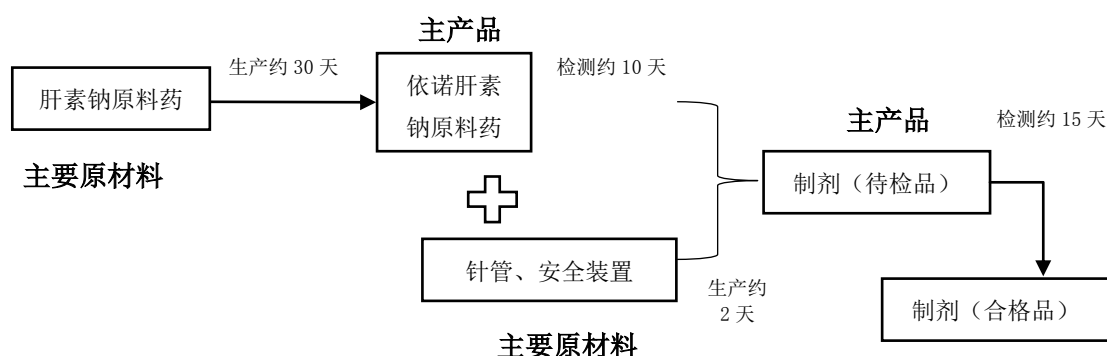 主产品
生产约 30 天
检测约 10 天
肝素钠原料药
依诺肝素
钠原料药
主要原材料
主产品
检测约 15 天
制剂（待检品）
针管、安全装置
生产约
2 天
制剂（合格品）
主要原材料